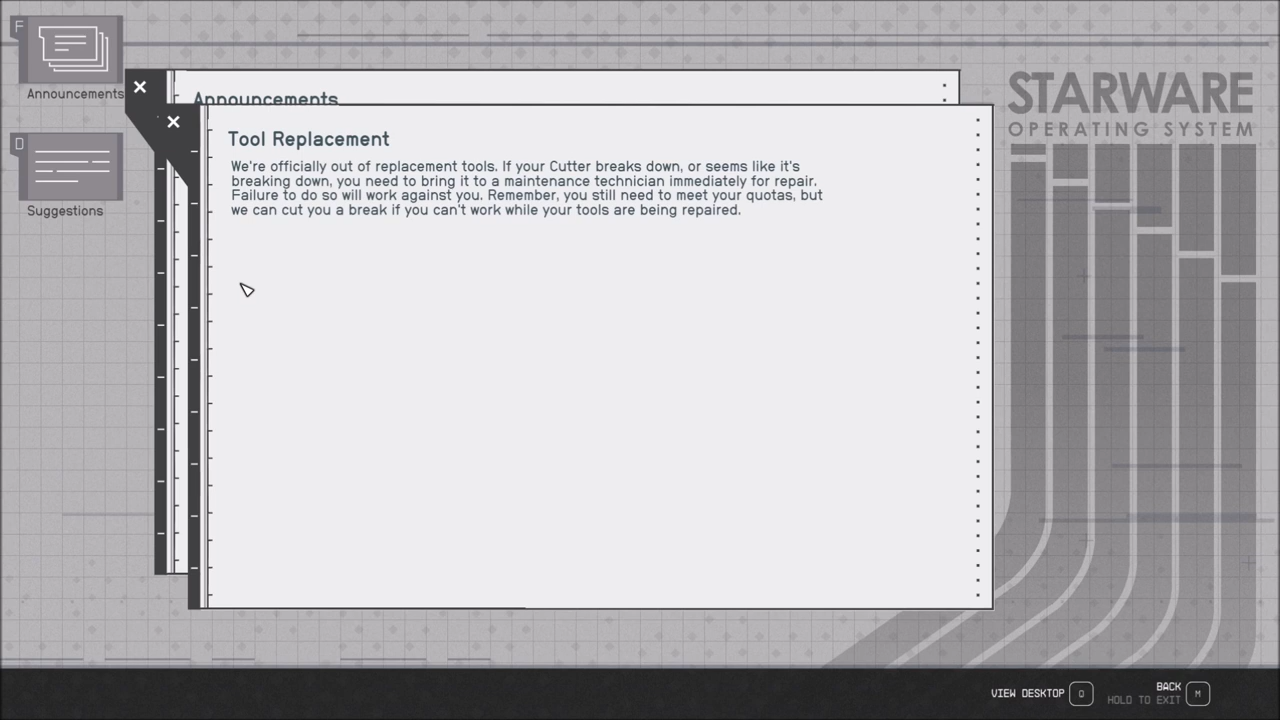 F
Announcements
D
Suggestions
Announcements
Tool Replacement
We're officially out of replacement tools. If your Cutter breaks down, or seems like it's
breaking down, you need to bring it to a maintenance technician immediately for repair.
Failure to do so will work against you. Remember, you still need to meet your quotas, but
we can cut you a break if you can't work while your tools are being repaired.
STARWARE
OPERATING SYSTEM
VIEW DESKTOP Q
BACK
HOLD TO EXIT M